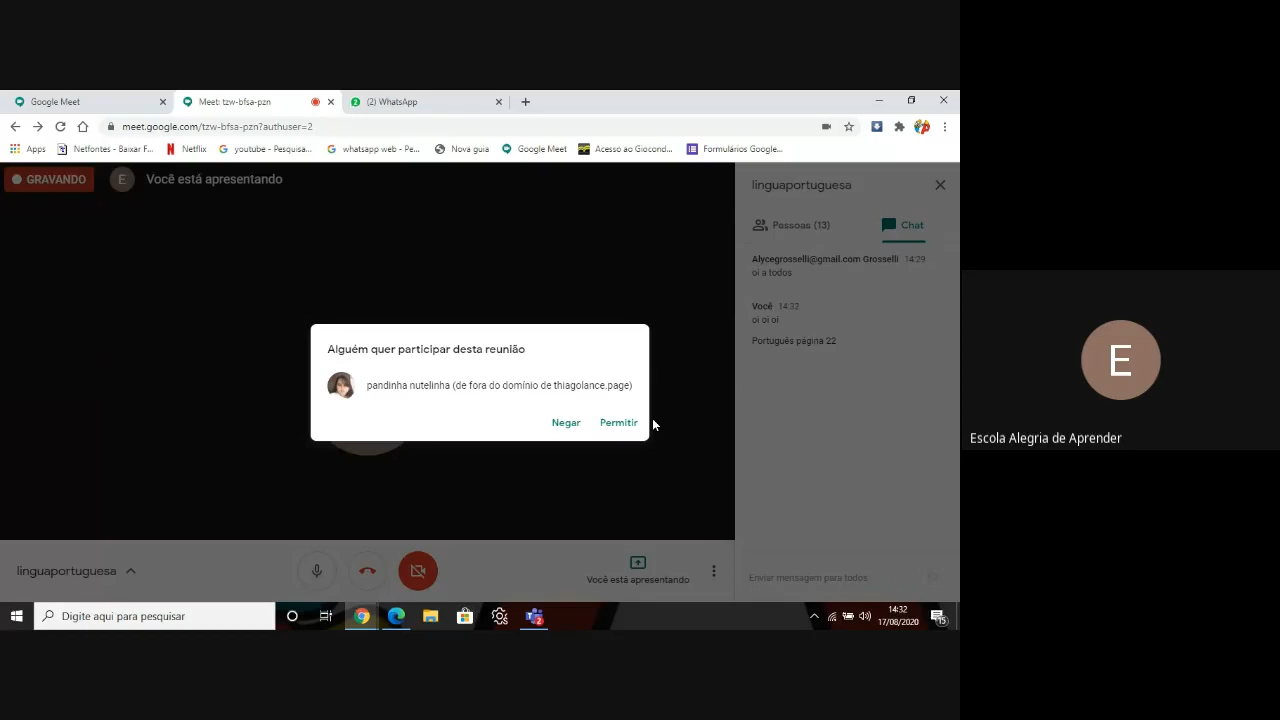 Google Meet
Meet: tzw-bfsa-pzn
(2) WhatsApp
meet.google.com/tzw-bfsa-pzn?authuser=2
Apps
Netfontes - Baixar F...
Netflix
youtube - Pesquisa...
whatsapp web - Pe...
Nova guia
Google Meet
Acesso ao Giocond...
Formulários Google...
GRAVANDO
E
Você está apresentando
linguaportuguesa
Pessoas (13)
Chat
Alycegrosselli@gmail.com Grosselli 14:29
oi a todos
Você 14:32
oi oi oi
Português página 22
Alguém quer participar desta reunião
pandinha nutelinha (de fora do domínio de thiagolance.page)
Negar
Permitir
E
Escola Alegria de Aprender
linguaportuguesa
Você está apresentando
Enviar mensagem para todos
Digite aqui para pesquisar
2
14:32
17/08/2020
15